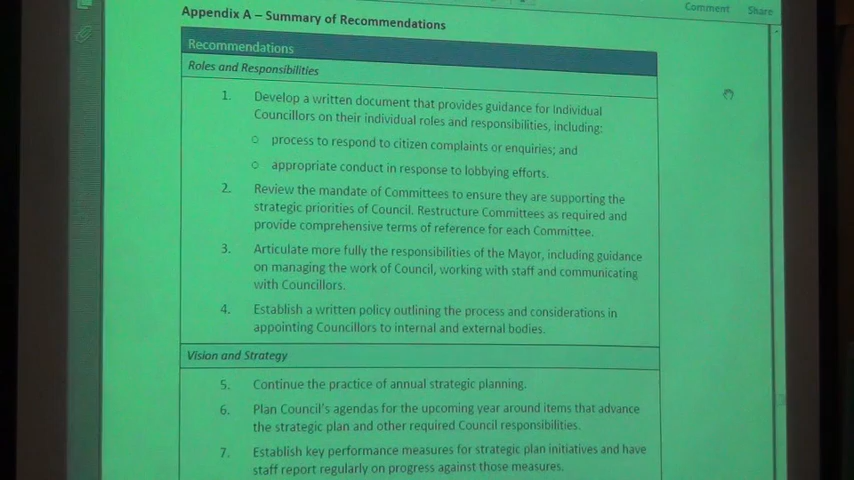 Comment Share
Appendix A – Summary of Recommendations
Recommendations
Roles and Responsibilities
1. Develop a written document that provides guidance for Individual
Councillors on their individual roles and responsibilities, including:
○ process to respond to citizen complaints or enquiries; and
○ appropriate conduct in response to lobbying efforts.
2. Review the mandate of Committees to ensure they are supporting the
strategic priorities of Council. Restructure Committees as required and
provide comprehensive terms of reference for each Committee.
3. Articulate more fully the responsibilities of the Mayor, including guidance
on managing the work of Council, working with staff and communicating
with Councillors.
4. Establish a written policy outlining the process and considerations in
appointing Councillors to internal and external bodies.
Vision and Strategy
5. Continue the practice of annual strategic planning.
6. Plan Council's agendas for the upcoming year around items that advance
the strategic plan and other required Council responsibilities.
7. Establish key performance measures for strategic plan initiatives and have
staff report regularly on progress against those measures.